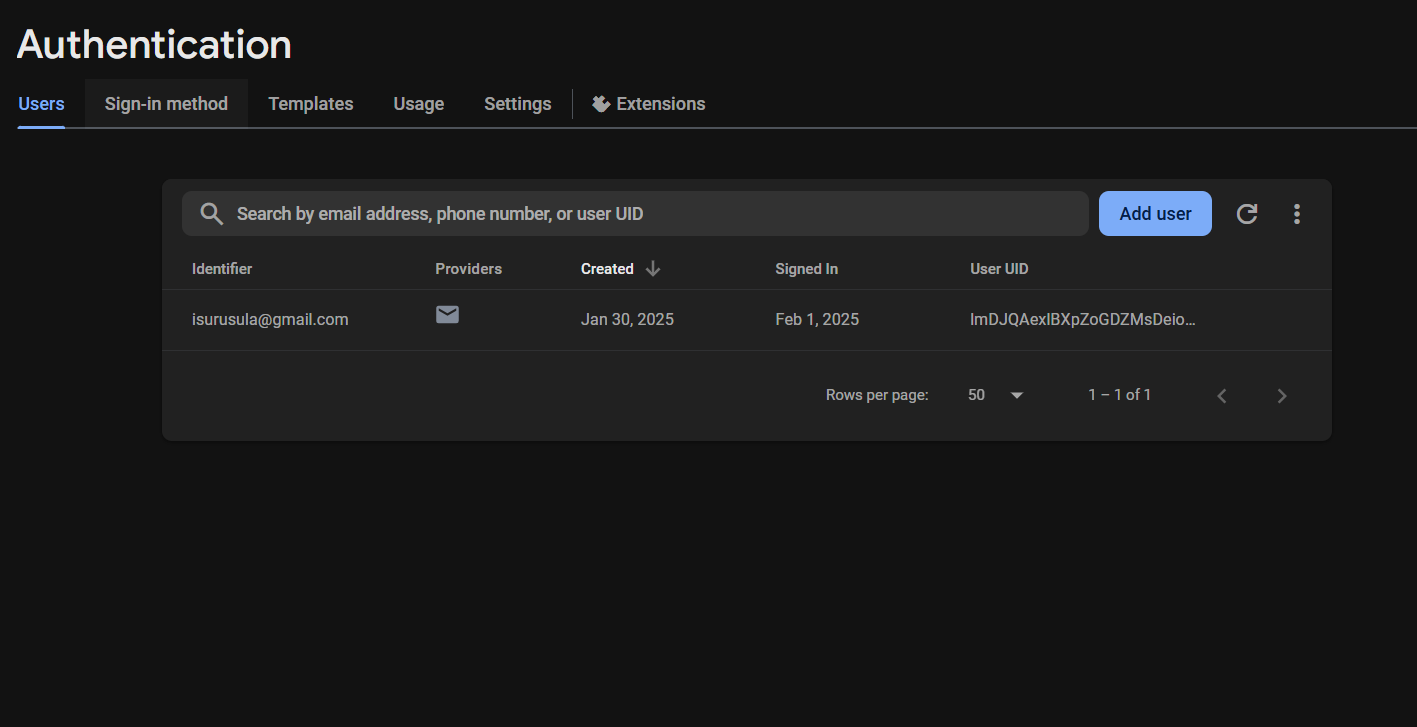 Authentication
Users Sign-in method Templates Usage Settings Extensions
Search by email address, phone number, or user UID Add user
Identifier Providers Created Signed In User UID
isurusula@gmail.com Jan 30, 2025 Feb 1, 2025 lmDJQAexlBXpZoGDZMsDeio...
Rows per page: 50 1 – 1 of 1